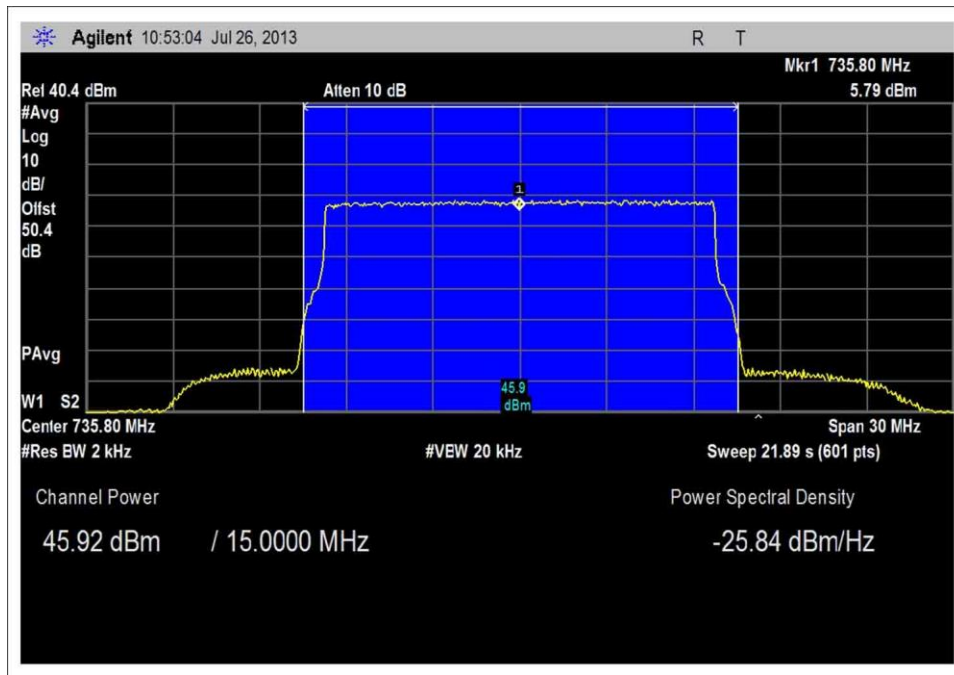 Agilent 10:53:04 Jul 26, 2013 R T
Mkr1 735.80 MHz
Rel 40.4 dBm Atten 10 dB 5.79 dBm
#Avg
Log
10
dB/
Offst
50.4
dB
1
PAvg
45.9
dBm
W1 S2
Center 735.80 MHz Span 30 MHz
#Res BW 2 kHz #VEW 20 kHz Sweep 21.89 s (601 pts)
Channel Power Power Spectral Density
45.92 dBm / 15.0000 MHz -25.84 dBm/Hz